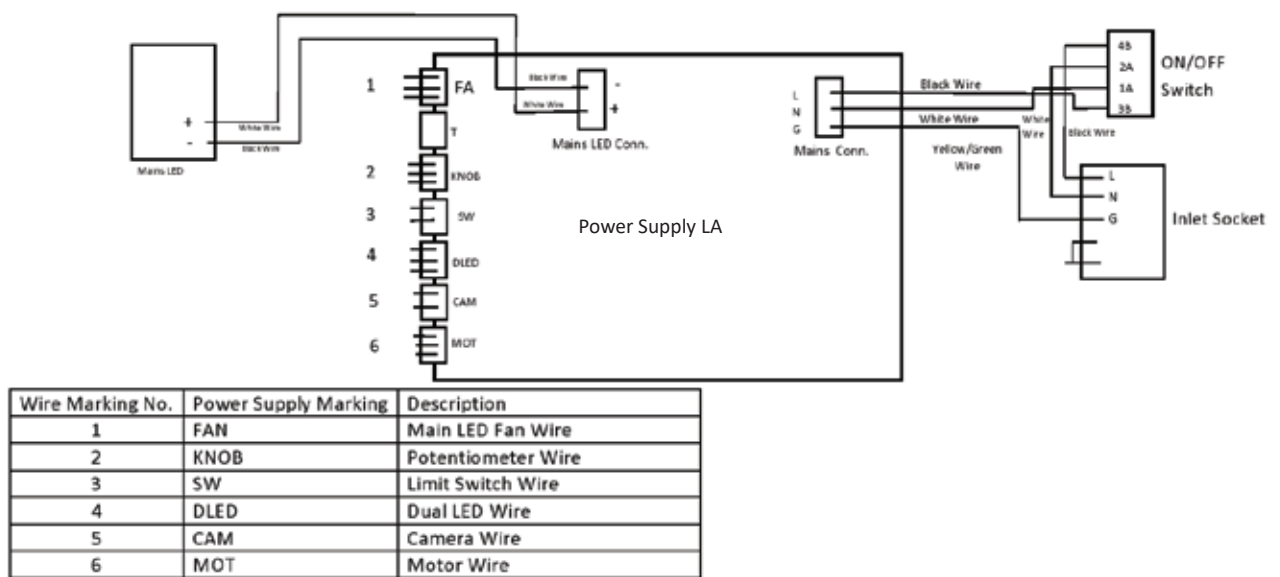 4B
2A
1A
3B
ON/OFF
Switch
1
FA
Black Wire
-
White Wire
+
Mains LED Conn.
T
L
N
G
Mains Conn.
Black Wire
White Wire
White
Wire
Black Wire
Yellow/Green
Wire
+
-
White Wire
Black Wire
Mains LED
2
KNOB
3
SW
4
DLED
5
CAM
6
MOT
Power Supply LA
L
N
G
Inlet Socket
Wire Marking No. Power Supply Marking Description
1 FAN Main LED Fan Wire
2 KNOB Potentiometer Wire
3 SW Limit Switch Wire
4 DLED Dual LED Wire
5 CAM Camera Wire
6 MOT Motor Wire